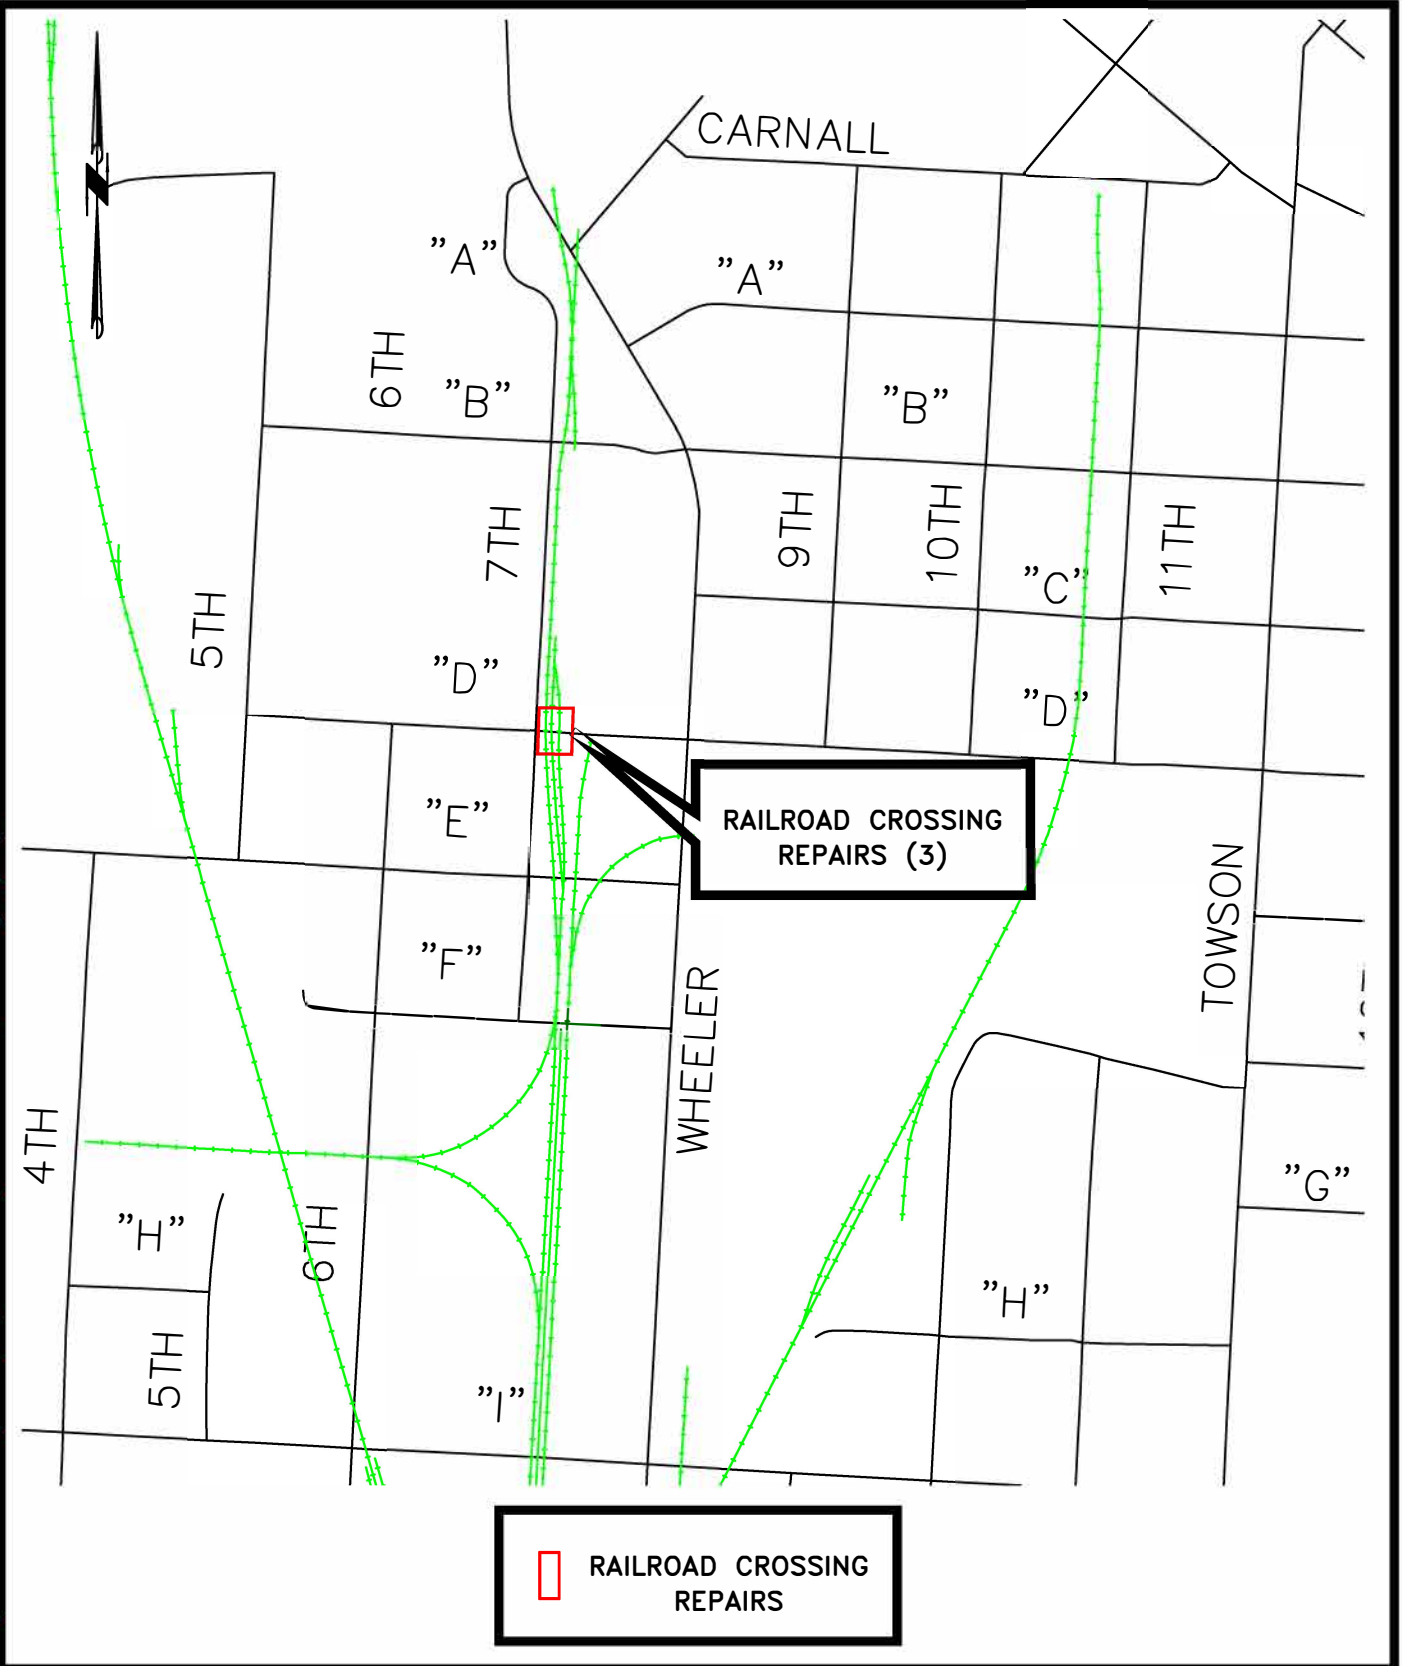 CARNALL
"A"
"A"
6TH
"B"
"B"
7TH
9TH
10TH
11TH
"C"
5TH
"D"
"D"
"E"
RAILROAD CROSSING
REPAIRS (3)
TOWSON
"F"
WHEELER
4TH
"G"
"H"
6TH
"H"
5TH
"I"
RAILROAD CROSSING
REPAIRS